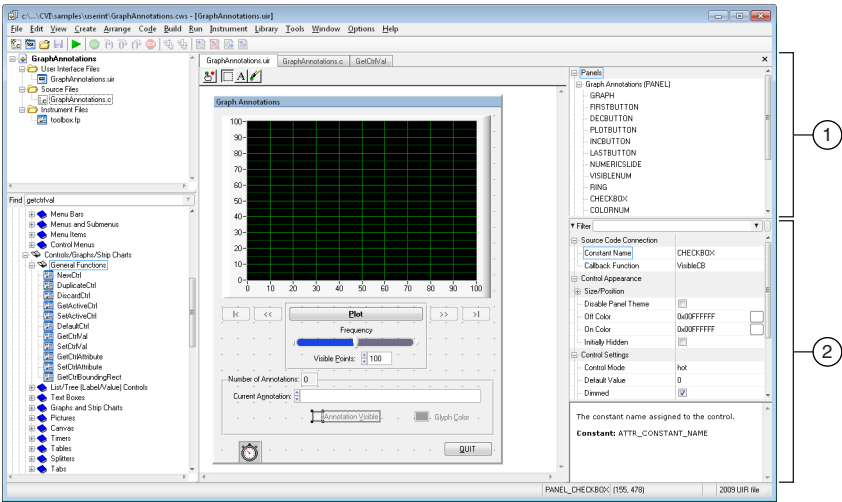 c:\...\CVI\samples\userint\GraphAnnotations.cws - [GraphAnnotations.uir]
File Edit View Create Arrange Code Build Run Instrument Library Tools Window Options Help
GraphAnnotations
User Interface Files
GraphAnnotations.uir
Source Files
GraphAnnotations.c
Instrument Files
toolbox.fp
Find getctrlval
Menu Bars
Menus and Submenus
Menu Items
Control Menus
Controls/Graphs/Strip Charts
General Functions
NewCtrl
DuplicateCtrl
DiscardCtrl
GetActiveCtrl
SetActiveCtrl
DefaultCtrl
GetCtrlVal
SetCtrlVal
GetCtrlAttribute
SetCtrlAttribute
GetCtrlBoundingRect
List/Tree (Label/Value) Controls
Text Boxes
Graphs and Strip Charts
Pictures
Canvas
Timers
Tables
Splitters
Tabs
GraphAnnotations.uir GraphAnnotations.c GetCtrlVal
A
Graph Annotations
100
90
80
70
60
50
40
30
20
10
0
0 10 20 30 40 50 60 70 80 90 100
|< << Plot >> >|
Frequency
Visible Points: 100
Number of Annotations: 0
Current Annotation:
Annotation Visible Glyph Color
QUIT
Panels
Graph Annotations (PANEL)
GRAPH
FIRSTBUTTON
DECBUTTON
PLOTBUTTON
INCBUTTON
LASTBUTTON
NUMERICSLIDE
VISIBLENUM
RING
CHECKBOX
COLORNUM
Filter
Source Code Connection
Constant Name CHECKBOX
Callback Function VisibleCB
Control Appearance
Size/Position
Disable Panel Theme
Off Color 0x00FFFFFF
On Color 0x00FFFFFF
Initially Hidden
Control Settings
Control Mode hot
Default Value 0
Dimmed
The constant name assigned to the control.
Constant: ATTR_CONSTANT_NAME
PANEL_CHECKBOX (155, 478) 2009 UIR file
1
2